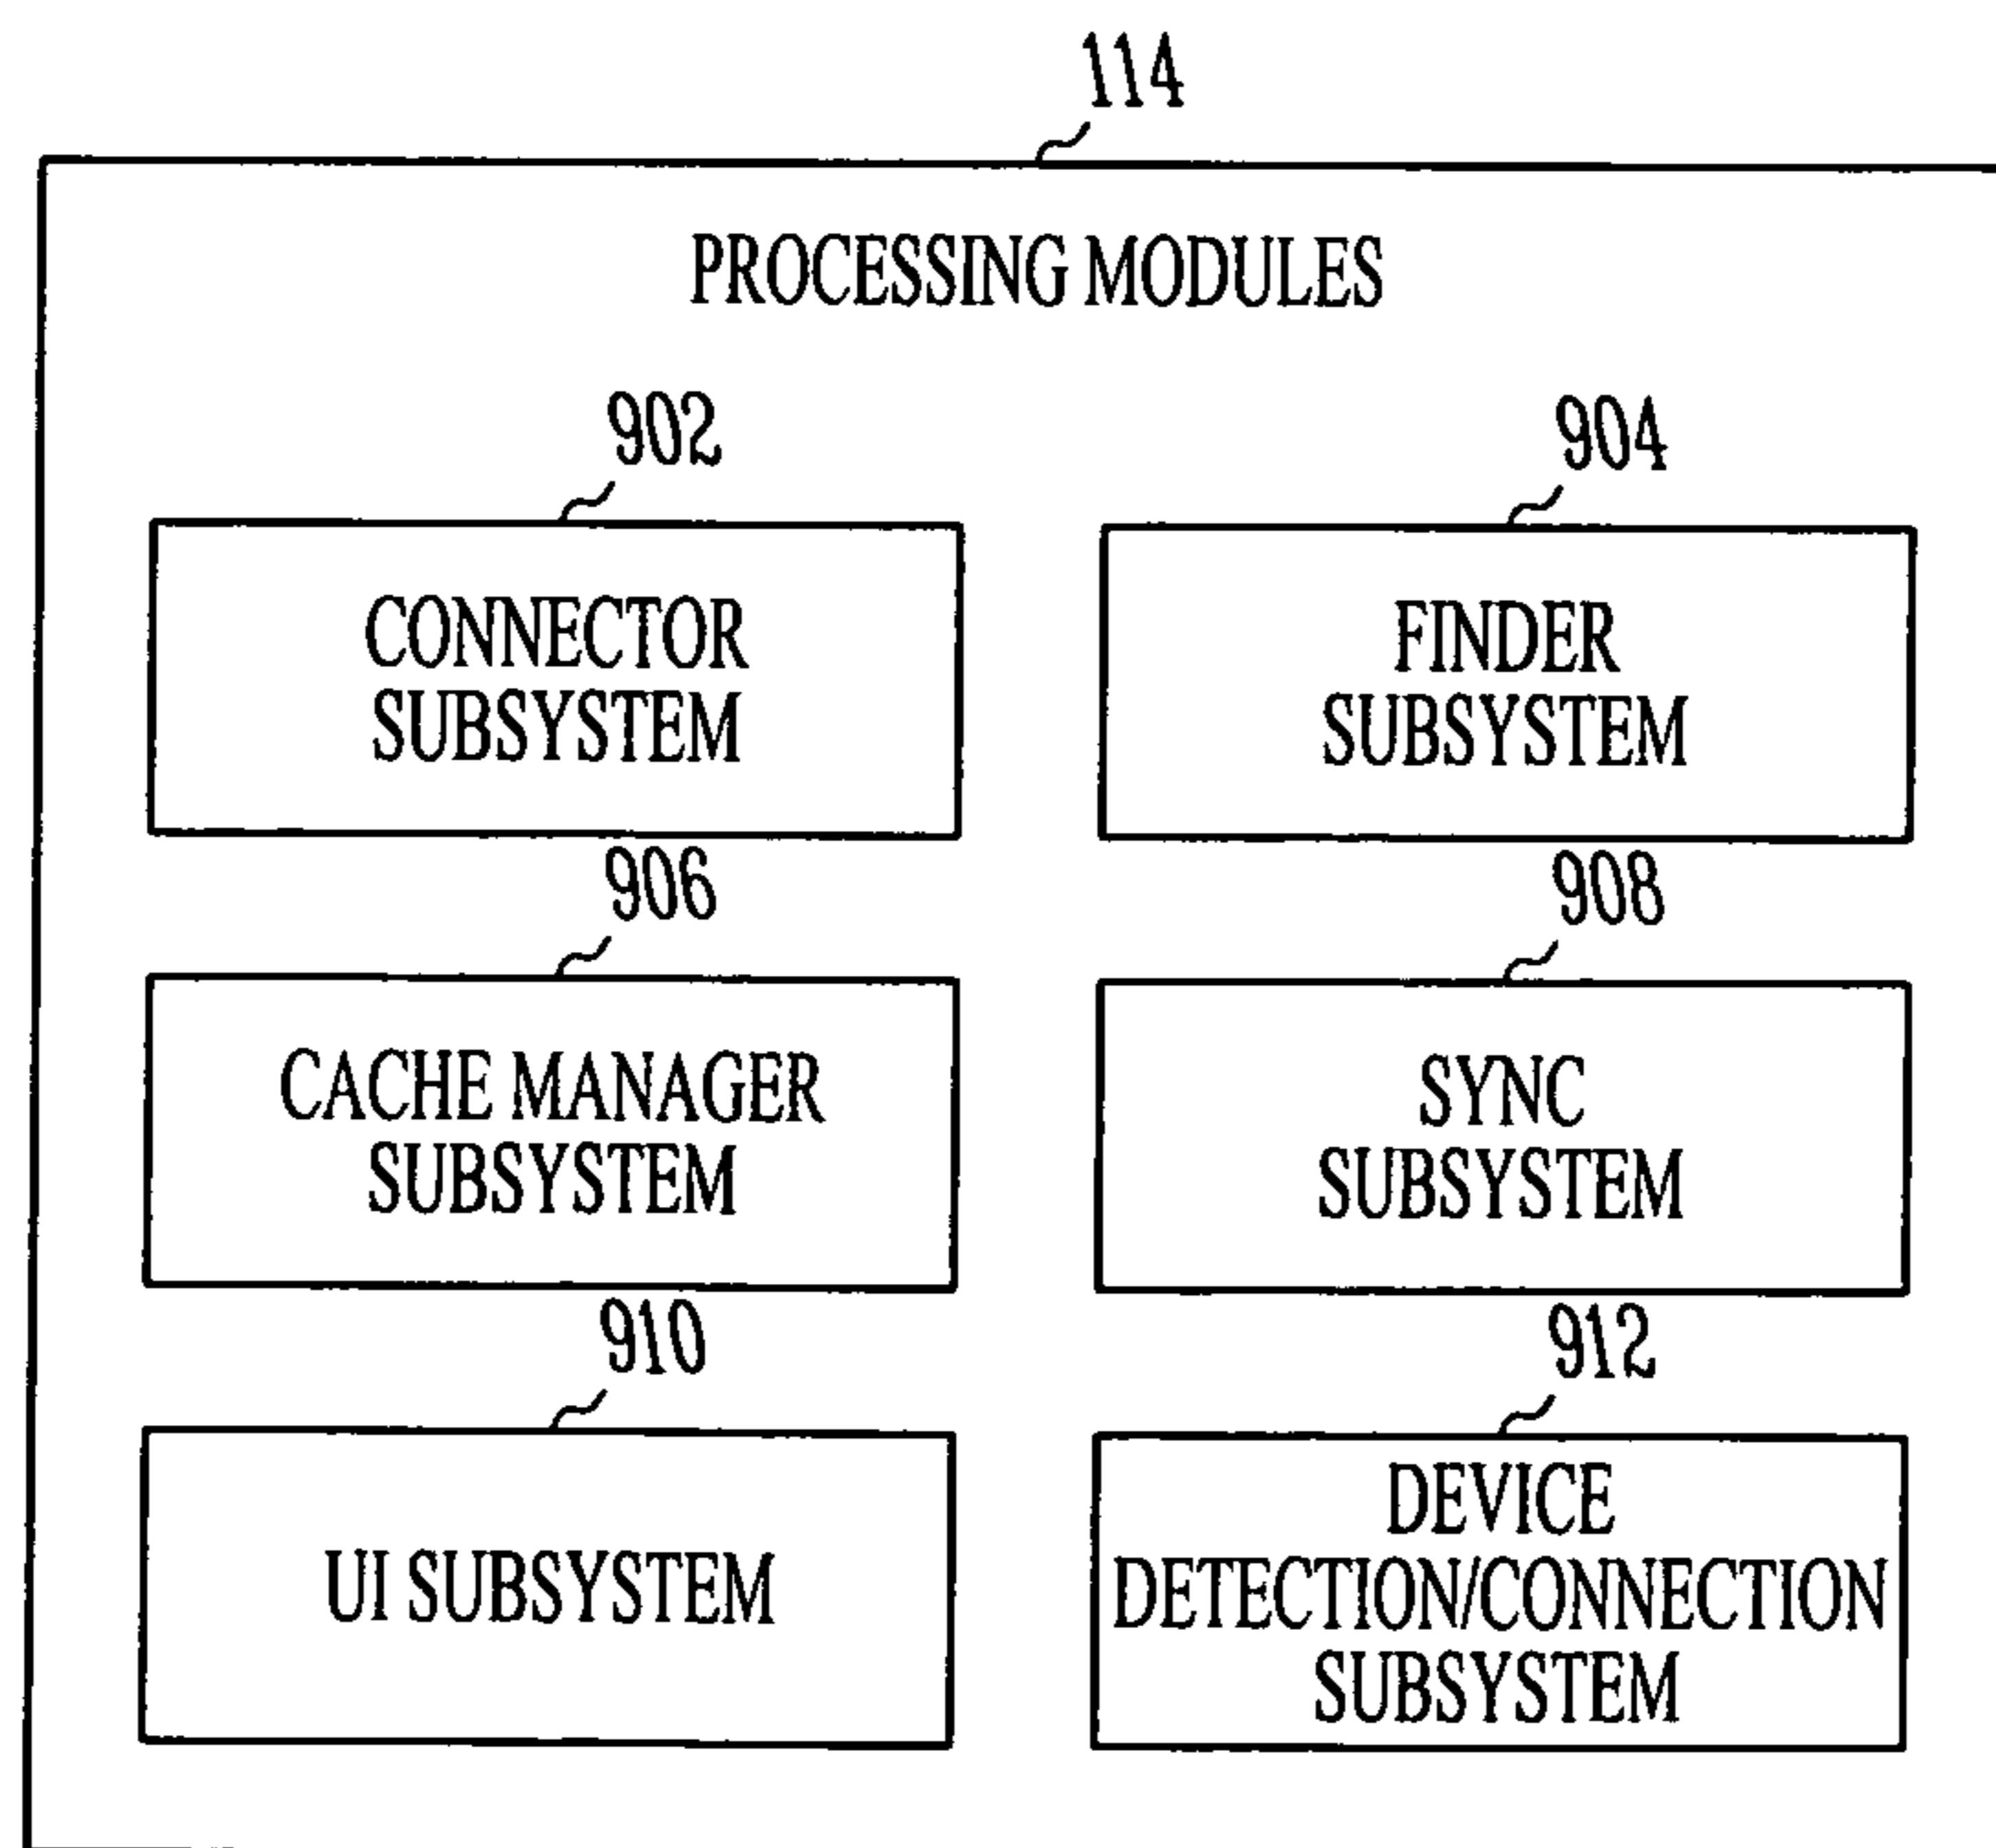 114
PROCESSING MODULES
902
904
CONNECTOR
SUBSYSTEM
FINDER
SUBSYSTEM
906
908
CACHE MANAGER
SUBSYSTEM
SYNC
SUBSYSTEM
910
912
UI SUBSYSTEM
DEVICE
DETECTION/CONNECTION
SUBSYSTEM